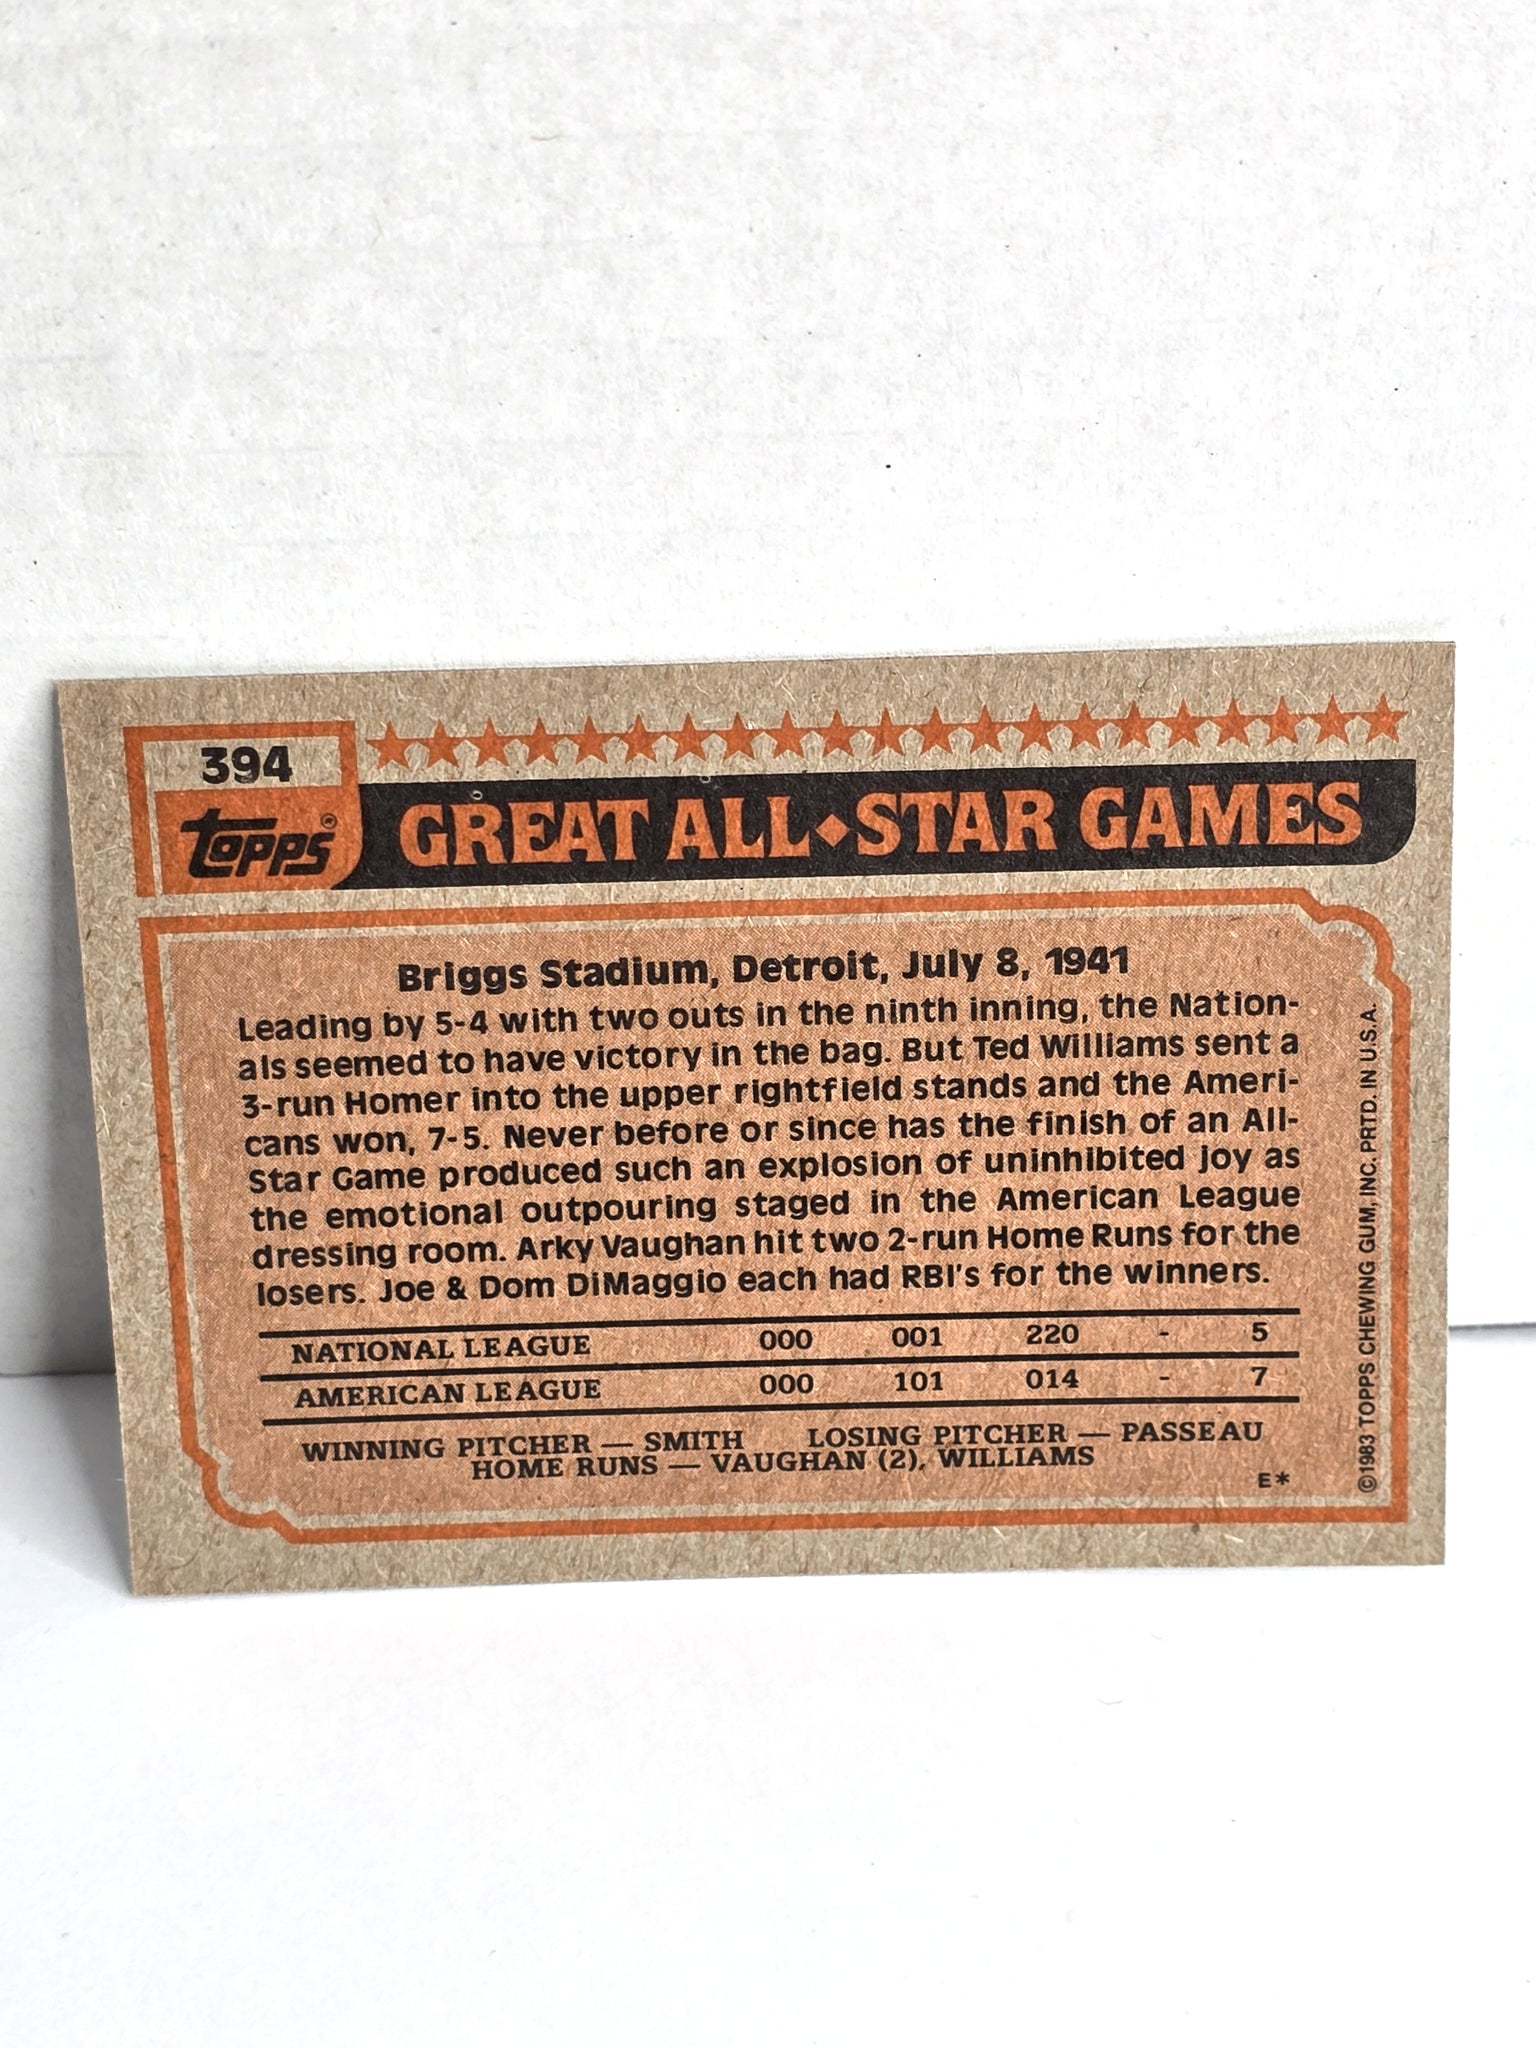 394
topps®
GREAT ALL◆STAR GAMES
Briggs Stadium, Detroit, July 8, 1941
Leading by 5-4 with two outs in the ninth inning, the Nation-
als seemed to have victory in the bag. But Ted Williams sent a
3-run Homer into the upper rightfield stands and the Ameri-
cans won, 7-5. Never before or since has the finish of an All-
Star Game produced such an explosion of uninhibited joy as
the emotional outpouring staged in the American League
dressing room. Arky Vaughan hit two 2-run Home Runs for the
losers. Joe & Dom DiMaggio each had RBI's for the winners.
NATIONAL LEAGUE 000 001 220 - 5
AMERICAN LEAGUE 000 101 014 - 7
WINNING PITCHER — SMITH LOSING PITCHER — PASSEAU
HOME RUNS — VAUGHAN (2), WILLIAMS
E*
©1983 TOPPS CHEWING GUM, INC. PRTD. IN U.S.A.